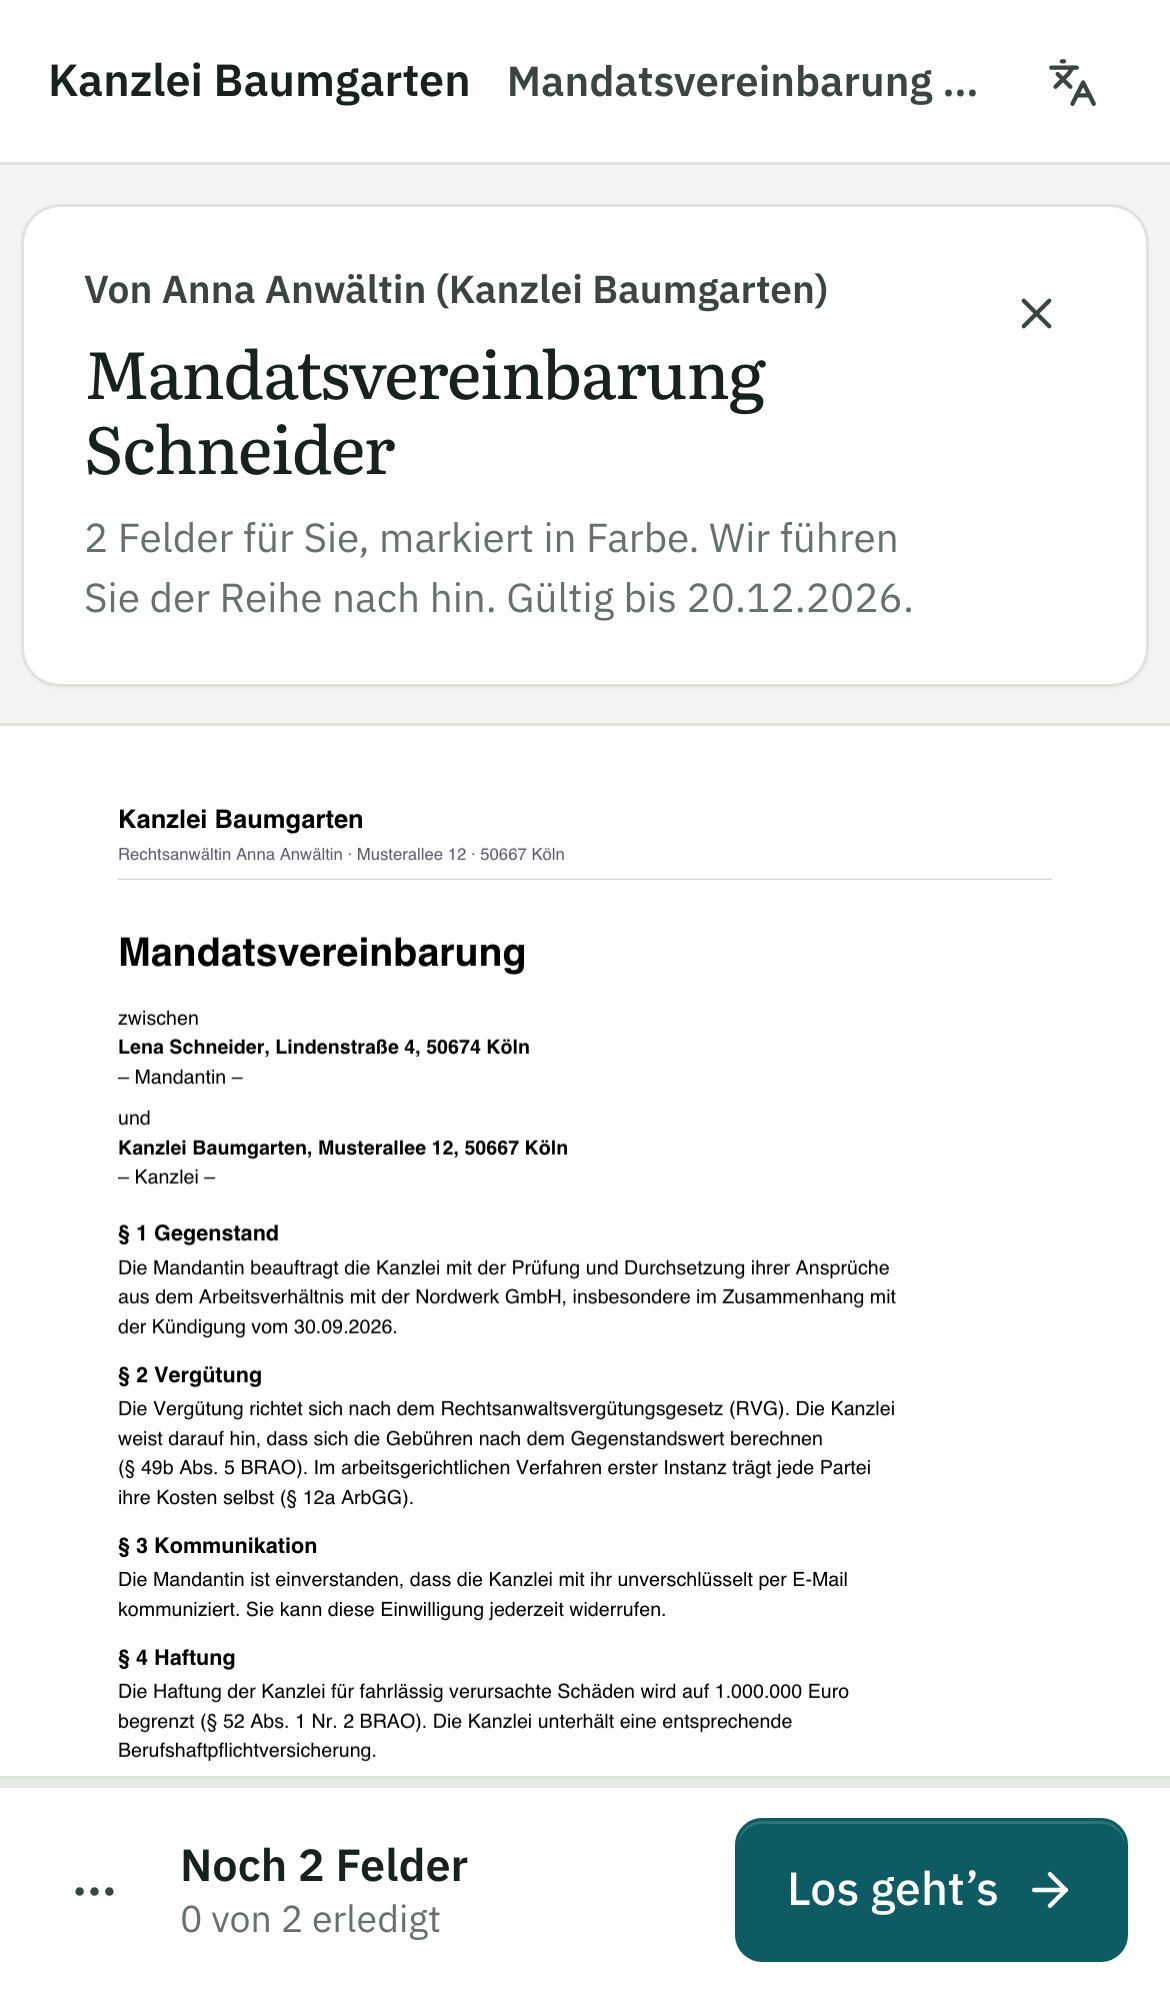 Kanzlei Baumgarten Mandatsvereinbarung ...
Von Anna Anwältin (Kanzlei Baumgarten)
Mandatsvereinbarung
Schneider
2 Felder für Sie, markiert in Farbe. Wir führen
Sie der Reihe nach hin. Gültig bis 20.12.2026.
Kanzlei Baumgarten
Rechtsanwältin Anna Anwältin · Musterallee 12 · 50667 Köln
Mandatsvereinbarung
zwischen
Lena Schneider, Lindenstraße 4, 50674 Köln
– Mandantin –
und
Kanzlei Baumgarten, Musterallee 12, 50667 Köln
– Kanzlei –
§ 1 Gegenstand
Die Mandantin beauftragt die Kanzlei mit der Prüfung und Durchsetzung ihrer Ansprüche
aus dem Arbeitsverhältnis mit der Nordwerk GmbH, insbesondere im Zusammenhang mit
der Kündigung vom 30.09.2026.
§ 2 Vergütung
Die Vergütung richtet sich nach dem Rechtsanwaltsvergütungsgesetz (RVG). Die Kanzlei
weist darauf hin, dass sich die Gebühren nach dem Gegenstandswert berechnen
(§ 49b Abs. 5 BRAO). Im arbeitsgerichtlichen Verfahren erster Instanz trägt jede Partei
ihre Kosten selbst (§ 12a ArbGG).
§ 3 Kommunikation
Die Mandantin ist einverstanden, dass die Kanzlei mit ihr unverschlüsselt per E-Mail
kommuniziert. Sie kann diese Einwilligung jederzeit widerrufen.
§ 4 Haftung
Die Haftung der Kanzlei für fahrlässig verursachte Schäden wird auf 1.000.000 Euro
begrenzt (§ 52 Abs. 1 Nr. 2 BRAO). Die Kanzlei unterhält eine entsprechende
Berufshaftpflichtversicherung.
Noch 2 Felder
0 von 2 erledigt
Los geht’s